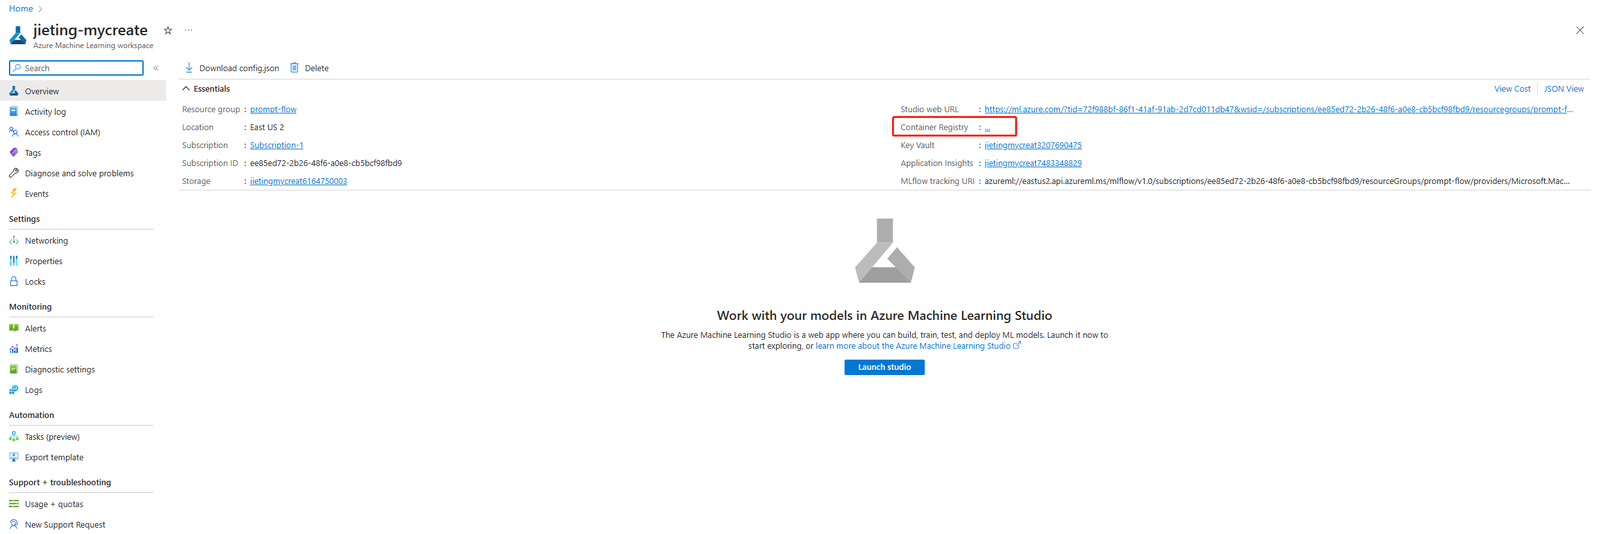 Home >
jieting-mycreate ☆ ...
Azure Machine Learning workspace
Search «
Download config.json Delete
Overview
Activity log
Access control (IAM)
Tags
Diagnose and solve problems
Events
Settings
Networking
Properties
Locks
Monitoring
Alerts
Metrics
Diagnostic settings
Logs
Automation
Tasks (preview)
Export template
Support + troubleshooting
Usage + quotas
New Support Request
Essentials
View Cost JSON View
Resource group : prompt-flow
Location : East US 2
Subscription : Subscription-1
Subscription ID : ee85ed72-2b26-48f6-a0e8-cb5bcf98fbd9
Storage : jietingmycreat6164750003
Studio web URL : https://ml.azure.com/?tid=72f988bf-86f1-41af-91ab-2d7cd011db47&wsid=/subscriptions/ee85ed72-2b26-48f6-a0e8-cb5bcf98fbd9/resourcegroups/prompt-f...
Container Registry : ...
Key Vault : jietingmycreat3207690475
Application Insights : jietingmycreat7483348829
MLflow tracking URI : azureml://eastus2.api.azureml.ms/mlflow/v1.0/subscriptions/ee85ed72-2b26-48f6-a0e8-cb5bcf98fbd9/resourceGroups/prompt-flow/providers/Microsoft.Mac...
Work with your models in Azure Machine Learning Studio
The Azure Machine Learning Studio is a web app where you can build, train, test, and deploy ML models. Launch it now to
start exploring, or learn more about the Azure Machine Learning Studio
Launch studio